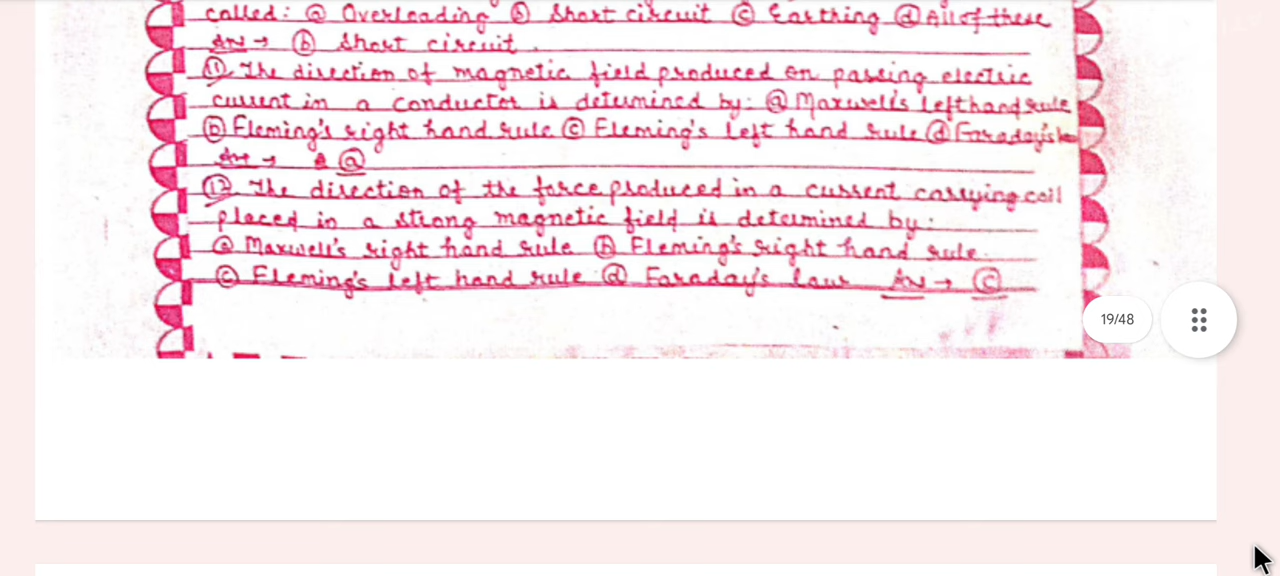 called: ⓐ Overloading ⓑ Short circuit ⓒ Earthing ⓓ All of these
Ans → ⓑ Short circuit.
⑪ The direction of magnetic field produced on passing electric
current in a conductor is determined by: ⓐ Maxwell's left hand rule
ⓑ Fleming's right hand rule ⓒ Fleming's left hand rule ⓓ Faraday's law
Ans → ⓐ
⑫ The direction of the force produced in a current carrying coil
placed in a strong magnetic field is determined by:
ⓐ Maxwell's right hand rule ⓑ Fleming's right hand rule.
ⓒ Fleming's left hand rule ⓓ Faraday's law Ans → ⓒ
19/48